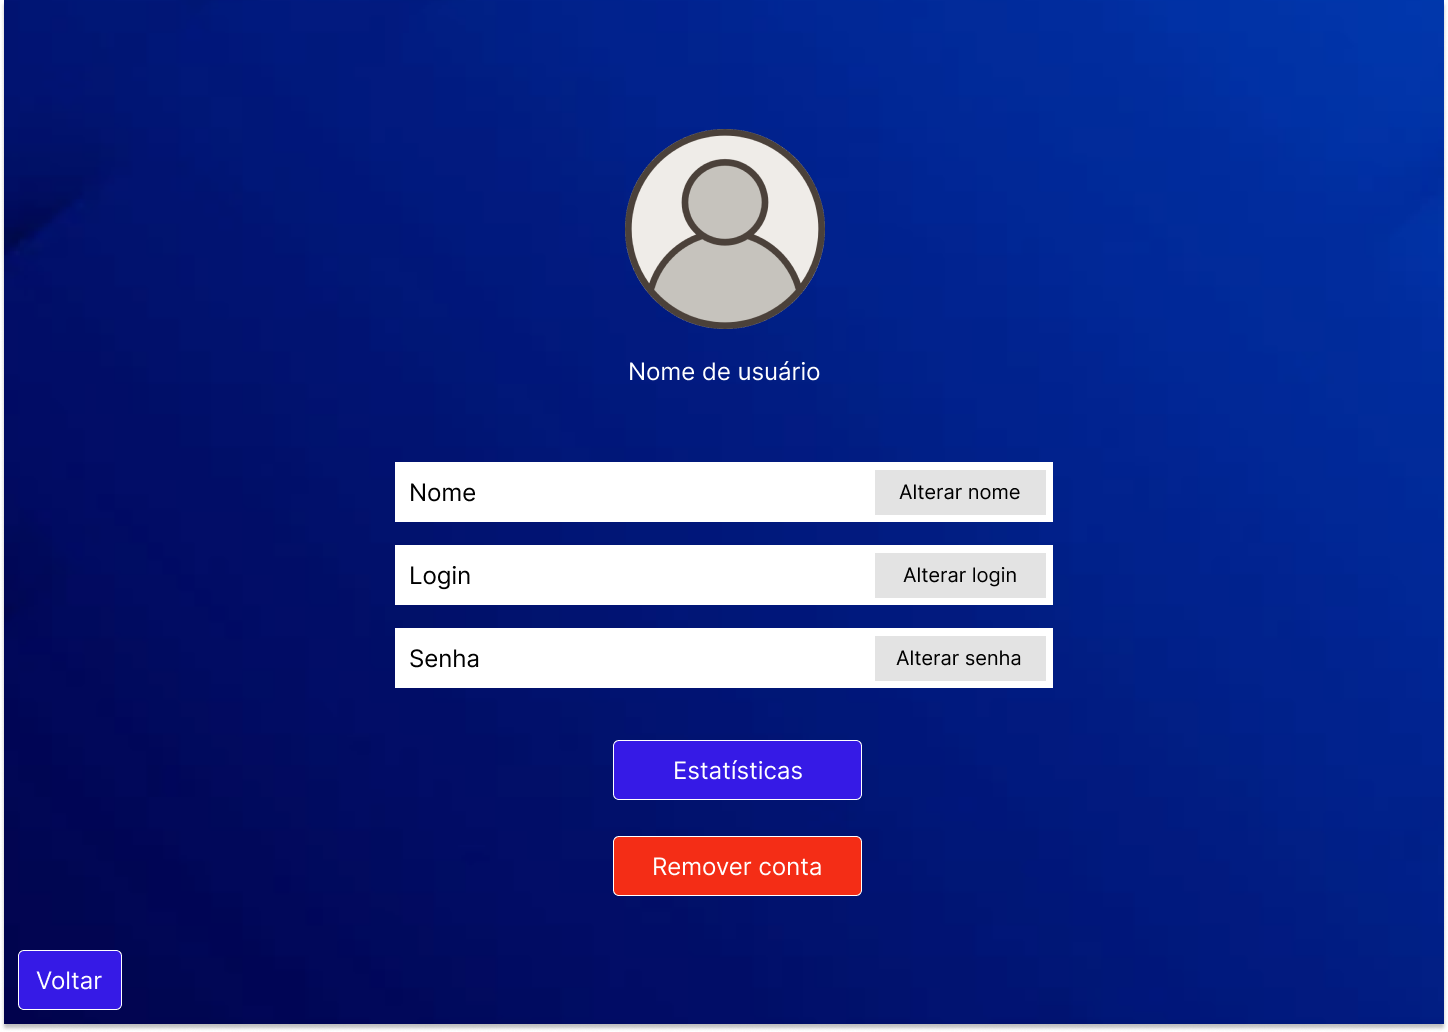 Nome de usuário
Nome
Alterar nome
Login
Alterar login
Senha
Alterar senha
Estatísticas
Remover conta
Voltar